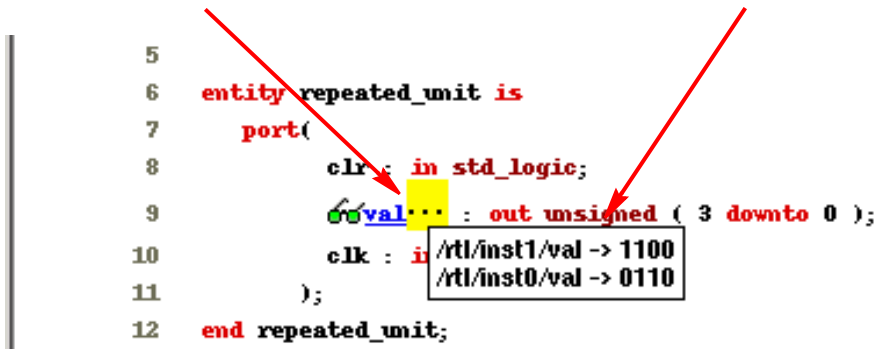 5
6 entity repeated_unit is
7 port(
8 clr : in std_logic;
9 val... : out unsigned ( 3 downto 0 );
10 clk : i
/rtl/inst1/val -> 1100
/rtl/inst0/val -> 0110
11 );
12 end repeated_unit;